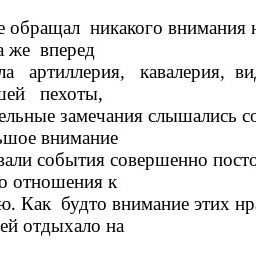 е обращал никакого внимания н
а же вперед
ла артиллерия, кавалерия, ви
шей пехоты,
ельные замечания слышались со
ьшое внимание
вали события совершенно посто
о отношения к
ю. Как будто внимание этих нра
ей отдыхало на